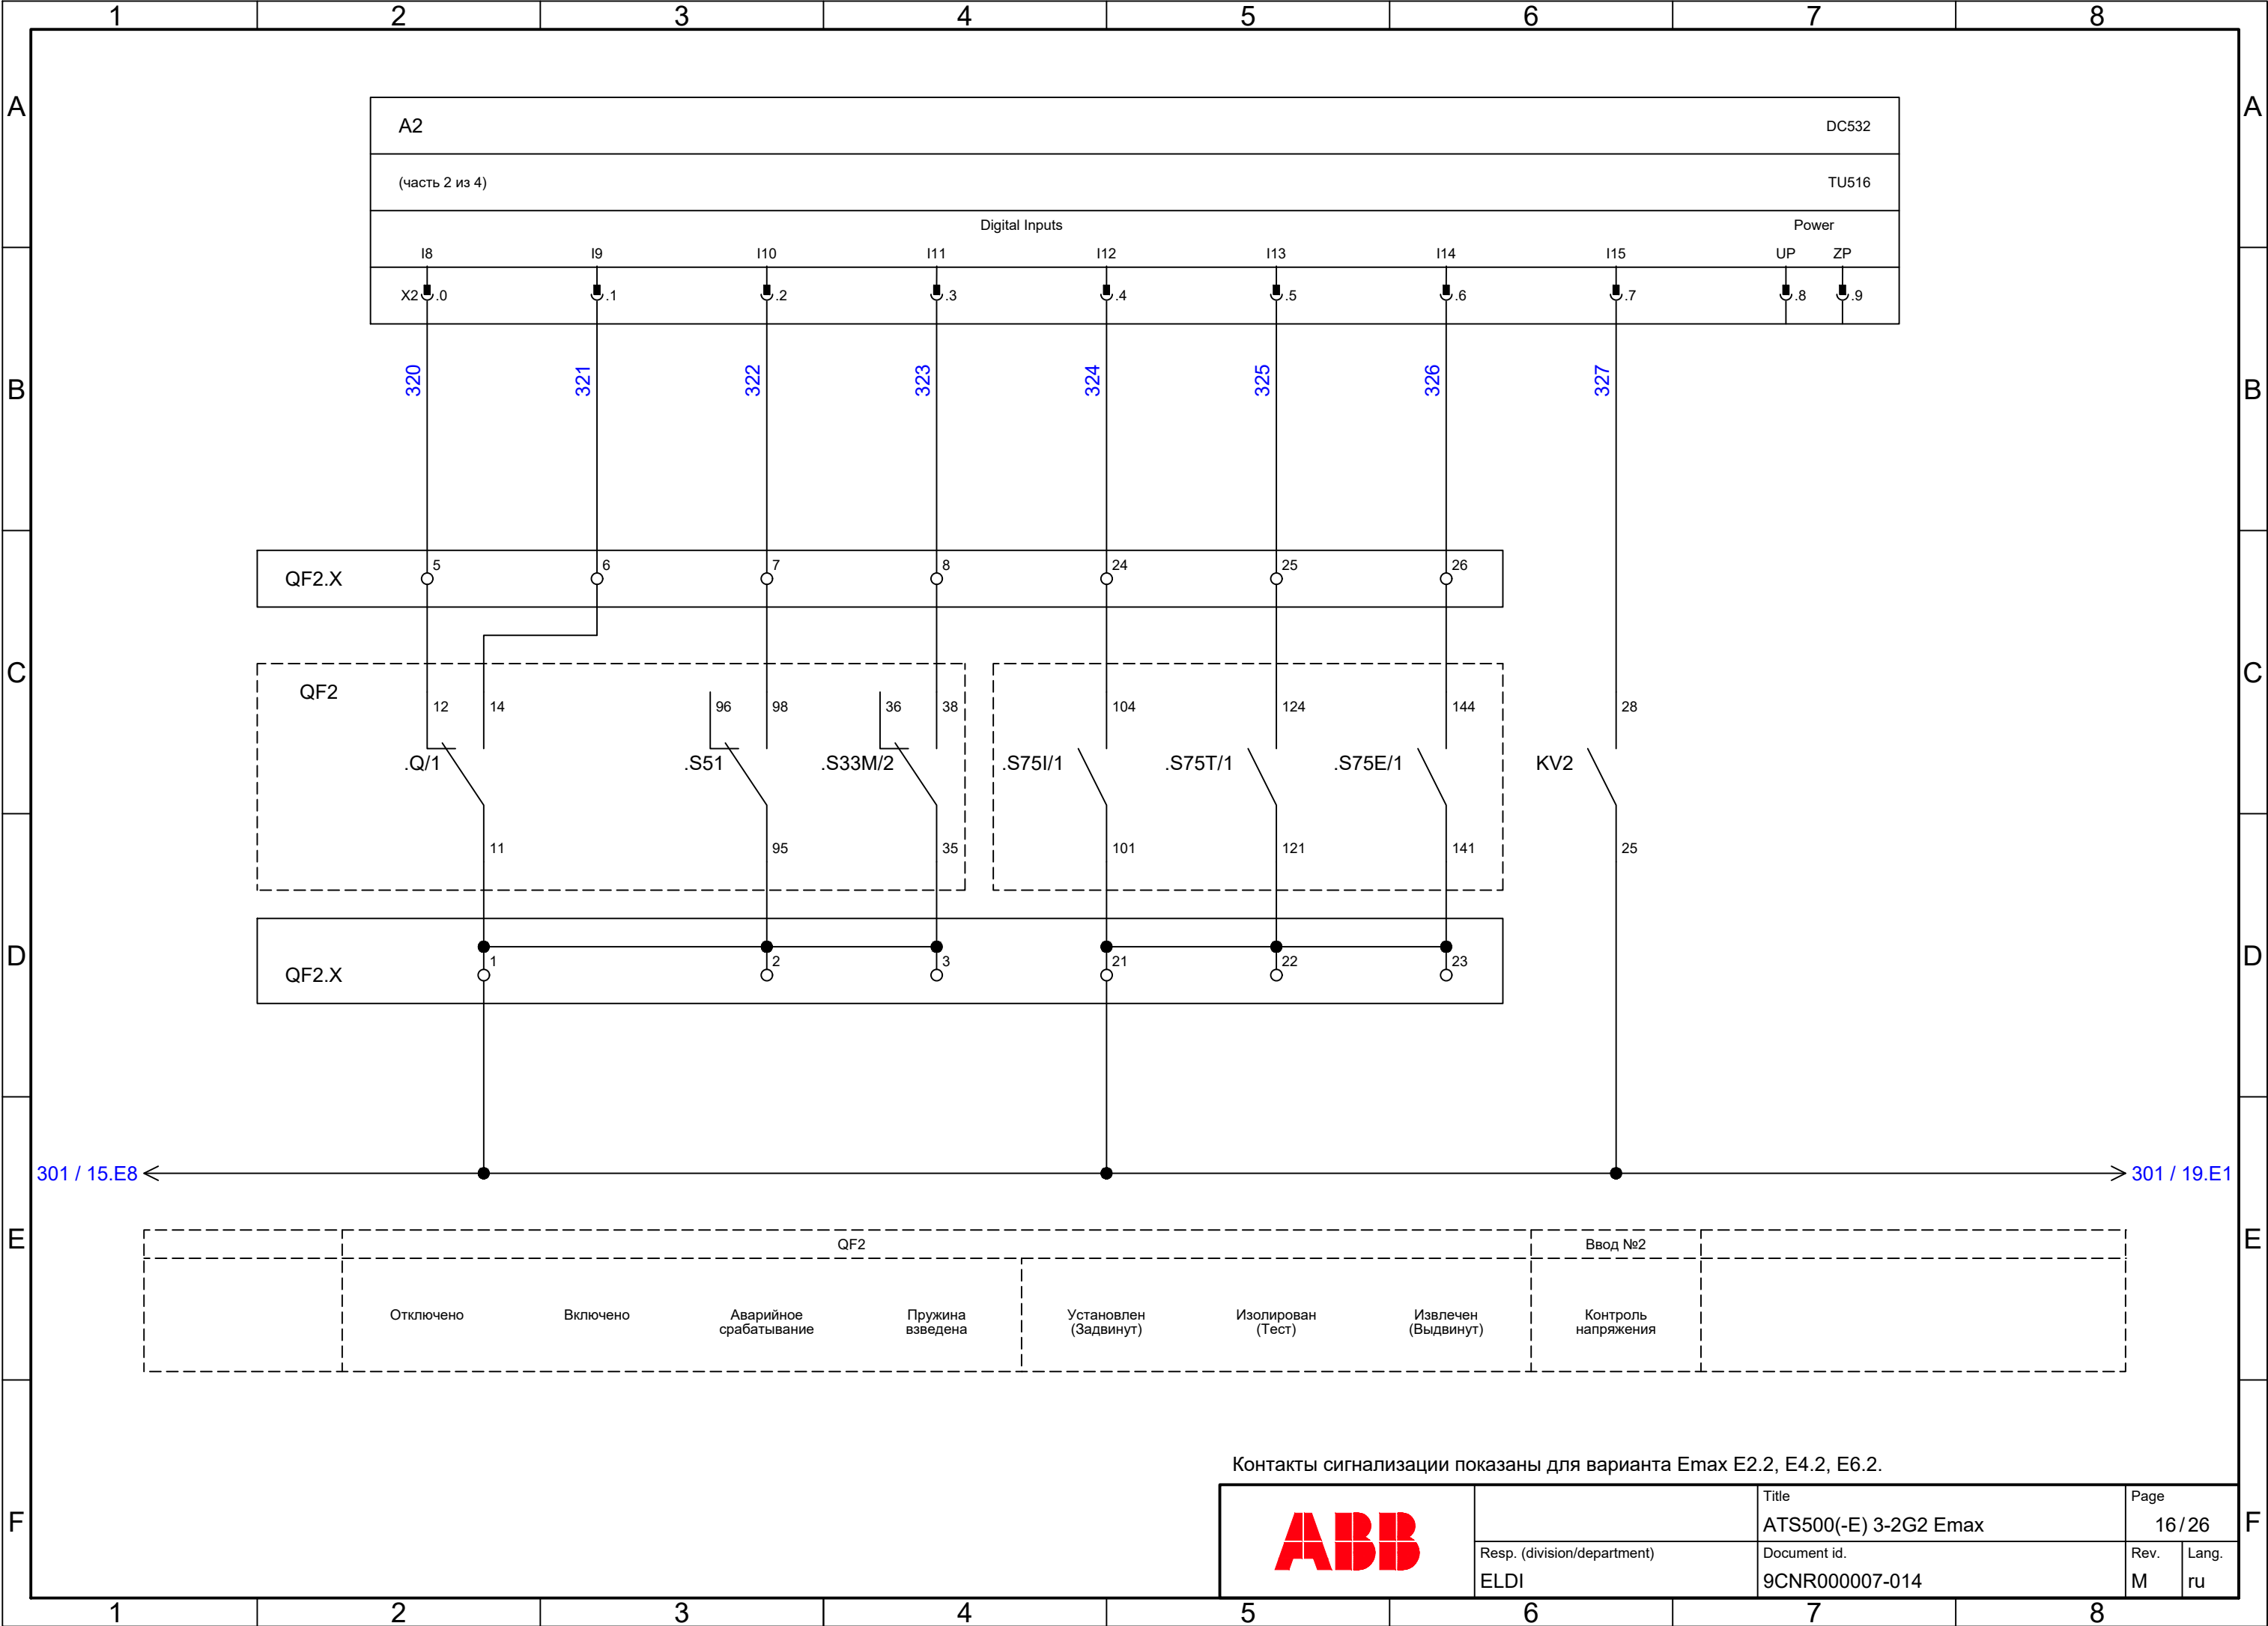 1 2 3 4 5 6 7 8
A A
A2 DC532
(часть 2 из 4) TU516
Digital Inputs Power
I8 I9 I10 I11 I12 I13 I14 I15 UP ZP
X2 .0 .1 .2 .3 .4 .5 .6 .7 .8 .9
320 321 322 323 324 325 326 327
B B
QF2.X 5 6 7 8 24 25 26
C C
QF2
12 14 96 98 36 38 104 124 144 28
.Q/1 .S51 .S33M/2 .S75I/1 .S75T/1 .S75E/1 KV2
11 95 35 101 121 141 25
D D
QF2.X 1 2 3 21 22 23
301 / 15.E8 301 / 19.E1
E E
QF2 Ввод №2
Отключено
Включено
Аварийное
срабатывание
Пружина
взведена
Установлен
(Задвинут)
Изолирован
(Тест)
Извлечен
(Выдвинут)
Контроль
напряжения
Контакты сигнализации показаны для варианта Emax E2.2, E4.2, E6.2.
F F
ABB
Title
ATS500(-E) 3-2G2 Emax
Page
16 / 26
Resp. (division/department)
ELDI
Document id.
9CNR000007-014
Rev.
M
Lang.
ru
1 2 3 4 5 6 7 8